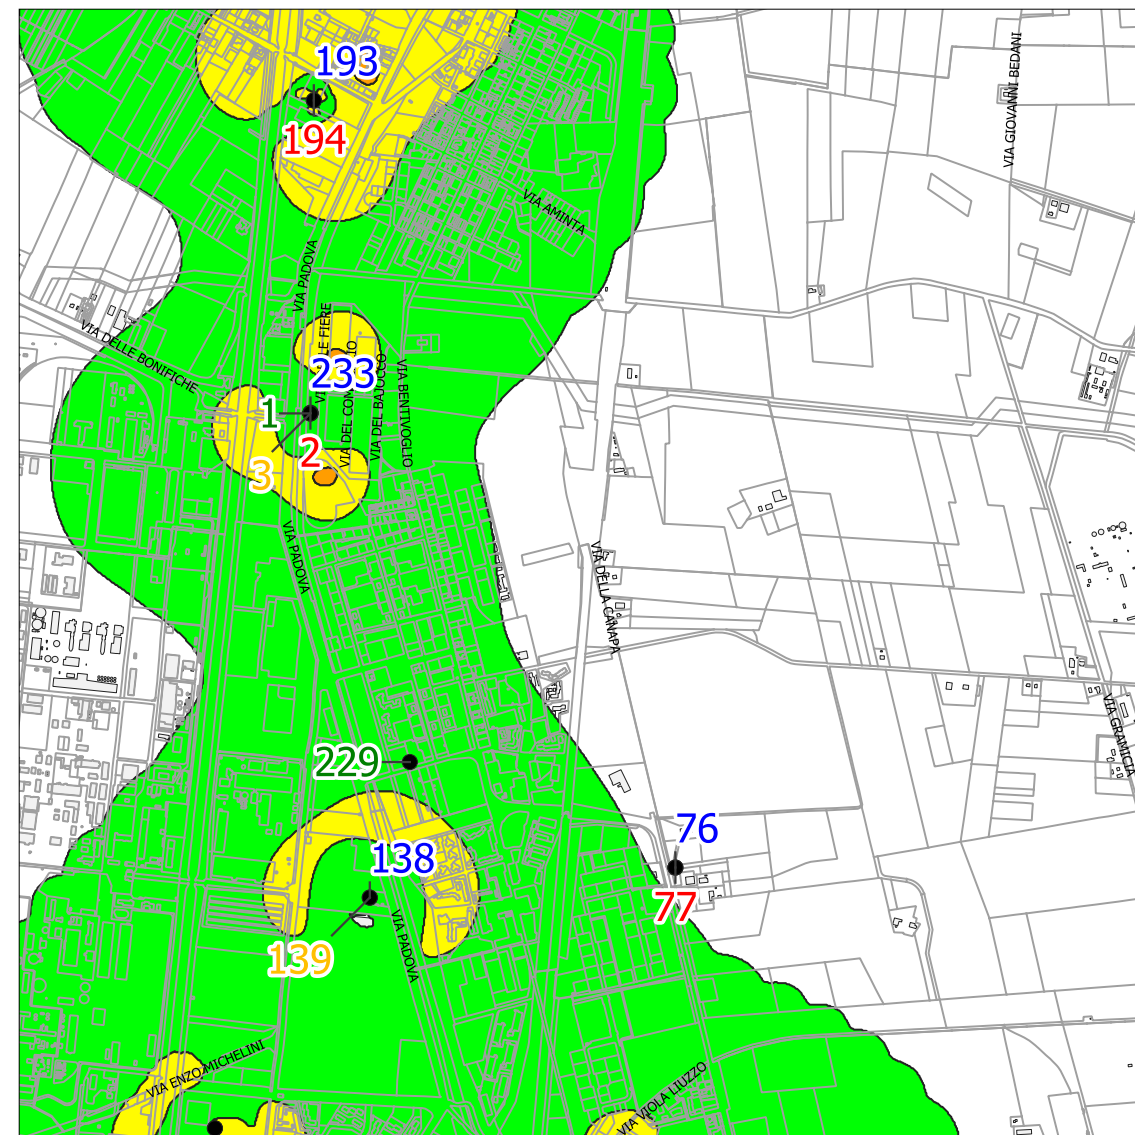 193
194
VIA GIOVANNI BEDANI
VIA AMINTA
VIA PADOVA
VIA DELLE BONIFICHE
233
VIA DEL BAJOCCO
VIA BENTIVOGLIO
1
2
3
VIA PADOVA
VIA DELLA CANAPA
VIA GRAMICIA
229
76
77
138
139
VIA PADOVA
VIA ENZO MICHELINI
VIA VIOLA LIUZZO